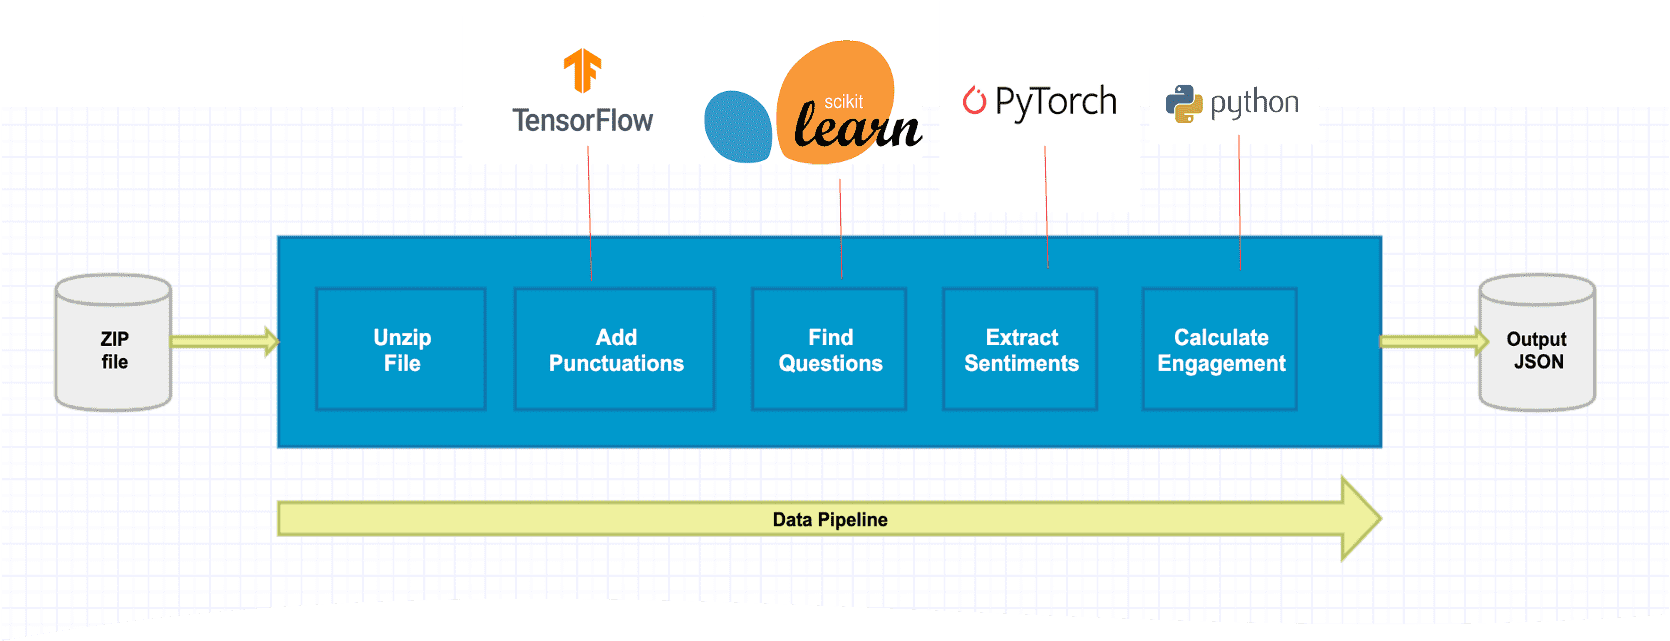 TensorFlow
scikit
learn
PyTorch
python
ZIP
file
Unzip
File
Add
Punctuations
Find
Questions
Extract
Sentiments
Calculate
Engagement
Output
JSON
Data Pipeline